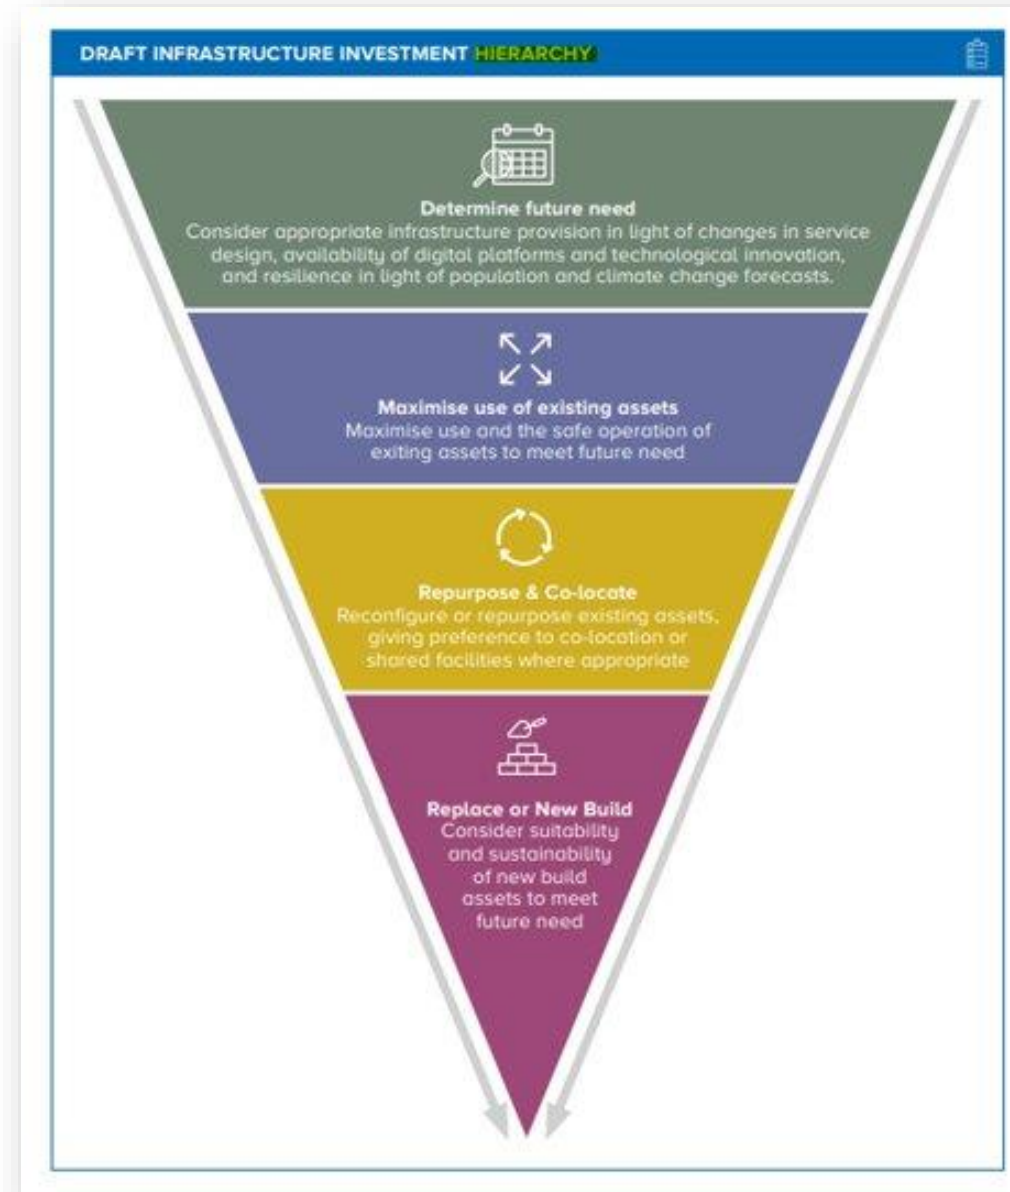 DRAFT INFRASTRUCTURE INVESTMENT HIERARCHY
Determine future need
Consider appropriate infrastructure provision in light of changes in service
design, availability of digital platforms and technological innovation,
and resilience in light of population and climate change forecasts.
Maximise use of existing assets
Maximise use and the safe operation of
exiting assets to meet future need
Repurpose & Co-locate
Reconfigure or repurpose existing assets,
giving preference to co-location or
shared facilities where appropriate
Replace or New Build
Consider suitability
and sustainability
of new build
assets to meet
future need